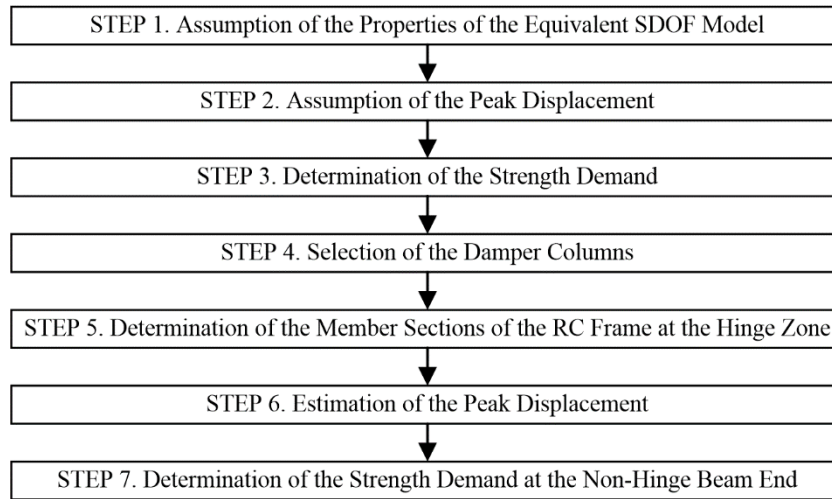 STEP 1. Assumption of the Properties of the Equivalent SDOF Model
STEP 2. Assumption of the Peak Displacement
STEP 3. Determination of the Strength Demand
STEP 4. Selection of the Damper Columns
STEP 5. Determination of the Member Sections of the RC Frame at the Hinge Zone
STEP 6. Estimation of the Peak Displacement
STEP 7. Determination of the Strength Demand at the Non-Hinge Beam End